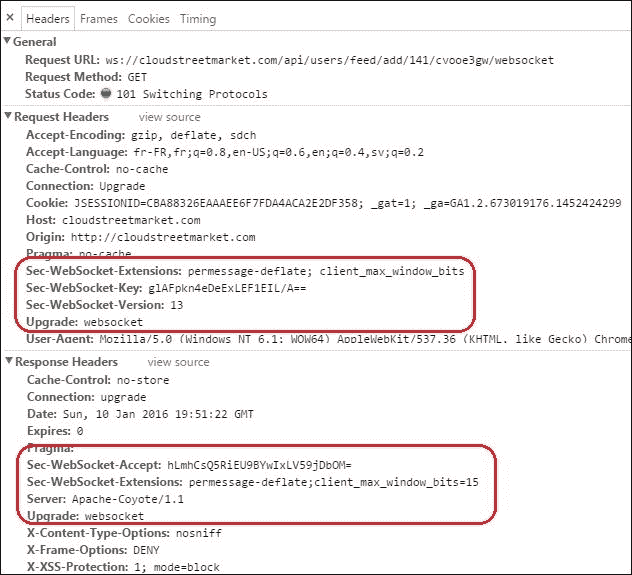 × Headers Frames Cookies Timing
▼ General
Request URL: ws://cloudstreetmarket.com/api/users/feed/add/141/cvooe3gw/websocket
Request Method: GET
Status Code: 101 Switching Protocols
▼ Request Headers view source
Accept-Encoding: gzip, deflate, sdch
Accept-Language: fr-FR,fr;q=0.8,en-US;q=0.6,en;q=0.4,sv;q=0.2
Cache-Control: no-cache
Connection: Upgrade
Cookie: JSESSIONID=CBA88326EAAAEE6F7FDA4ACA2E2DF358; _gat=1; _ga=GA1.2.673019176.1452424299
Host: cloudstreetmarket.com
Origin: http://cloudstreetmarket.com
Pragma: no-cache
Sec-WebSocket-Extensions: permessage-deflate; client_max_window_bits
Sec-WebSocket-Key: glAFpkn4eDeExLEF1EIL/A==
Sec-WebSocket-Version: 13
Upgrade: websocket
User-Agent: Mozilla/5.0 (Windows NT 6.1; WOW64) AppleWebKit/537.36 (KHTML, like Gecko) Chrome
▼ Response Headers view source
Cache-Control: no-store
Connection: upgrade
Date: Sun, 10 Jan 2016 19:51:22 GMT
Expires: 0
Pragma:
Sec-WebSocket-Accept: hLmhCsQ5RiEU9BYwIxLV59jDbOM=
Sec-WebSocket-Extensions: permessage-deflate;client_max_window_bits=15
Server: Apache-Coyote/1.1
Upgrade: websocket
X-Content-Type-Options: nosniff
X-Frame-Options: DENY
X-XSS-Protection: 1; mode=block